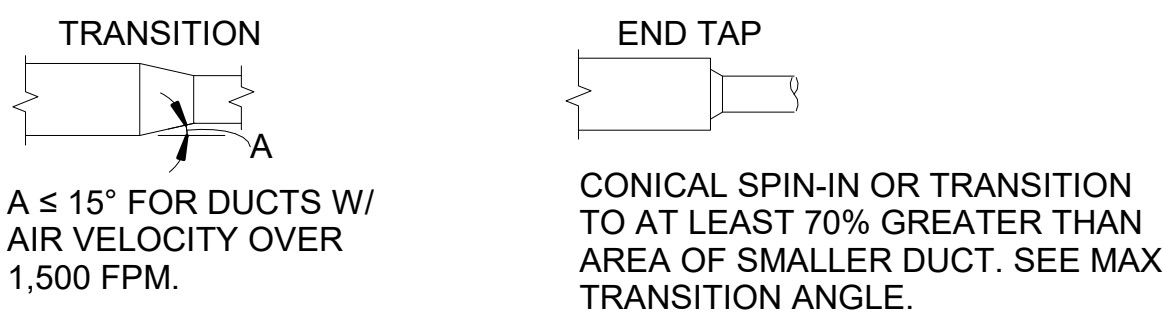 TRANSITION
A
A ≤ 15° FOR DUCTS W/
AIR VELOCITY OVER
1,500 FPM.
END TAP
CONICAL SPIN-IN OR TRANSITION
TO AT LEAST 70% GREATER THAN
AREA OF SMALLER DUCT. SEE MAX
TRANSITION ANGLE.